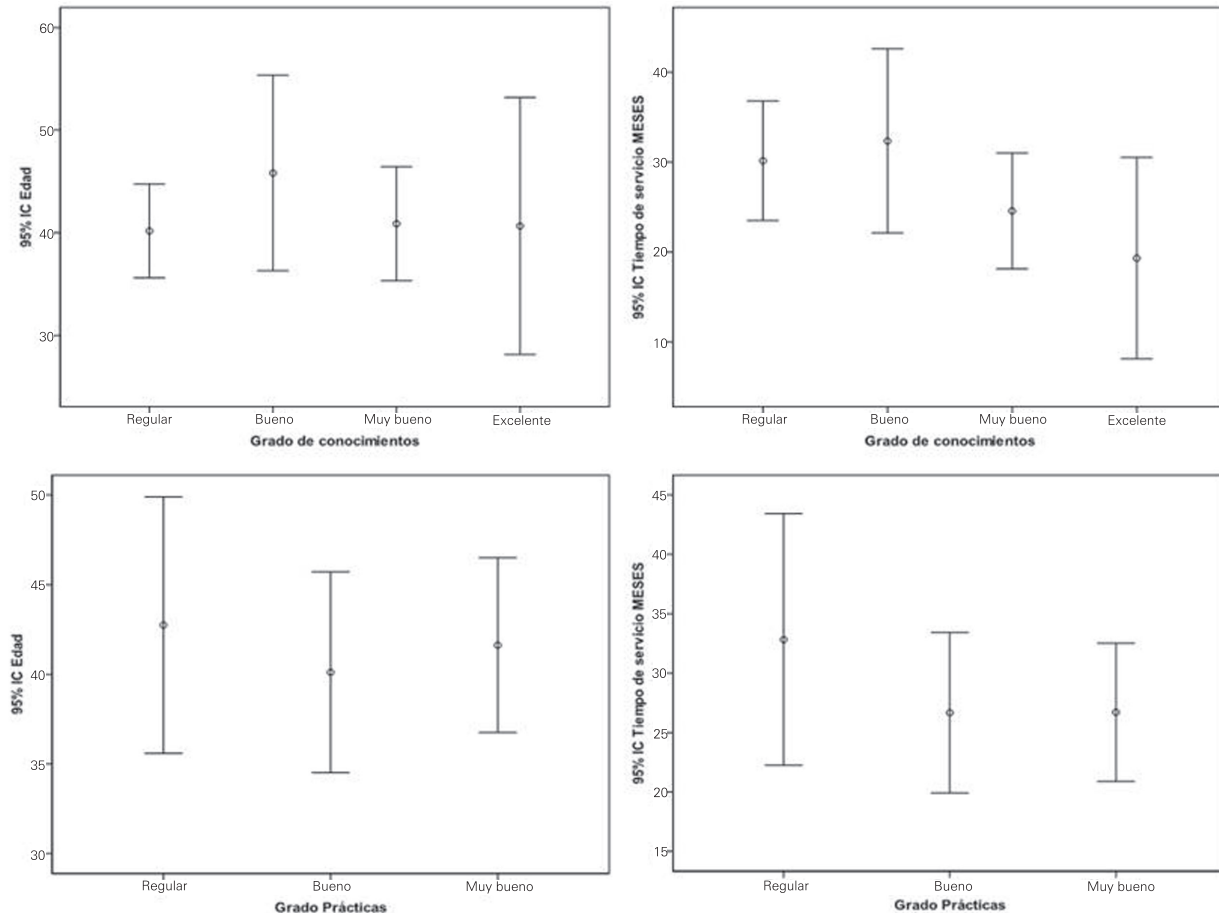 95% IC Edad
60
50
40
30
Regular
Bueno
Muy bueno
Excelente
Grado de conocimientos
95% IC Tiempo de servicio MESES
40
30
20
10
Regular
Bueno
Muy bueno
Excelente
Grado de conocimientos
95% IC Edad
50
45
40
35
30
Regular
Bueno
Muy bueno
Grado Prácticas
95% IC Tiempo de servicio MESES
45
40
35
30
25
20
15
Regular
Bueno
Muy bueno
Grado Prácticas